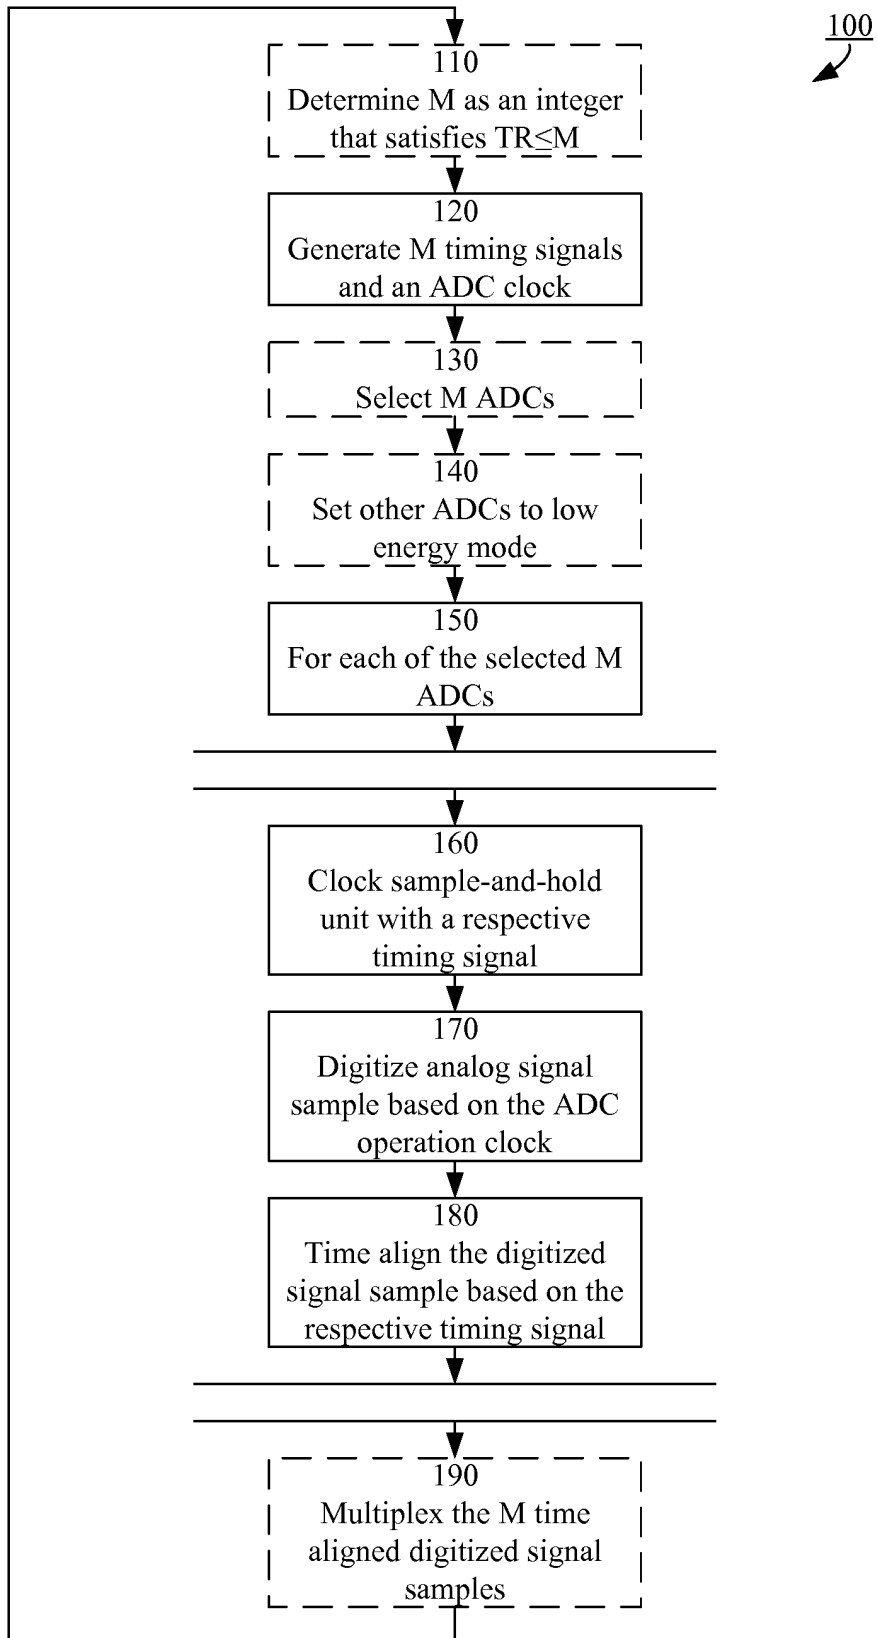 100
110
Determine M as an integer
that satisfies TR≤M
120
Generate M timing signals
and an ADC clock
130
Select M ADCs
140
Set other ADCs to low
energy mode
150
For each of the selected M
ADCs
160
Clock sample-and-hold
unit with a respective
timing signal
170
Digitize analog signal
sample based on the ADC
operation clock
180
Time align the digitized
signal sample based on the
respective timing signal
190
Multiplex the M time
aligned digitized signal
samples